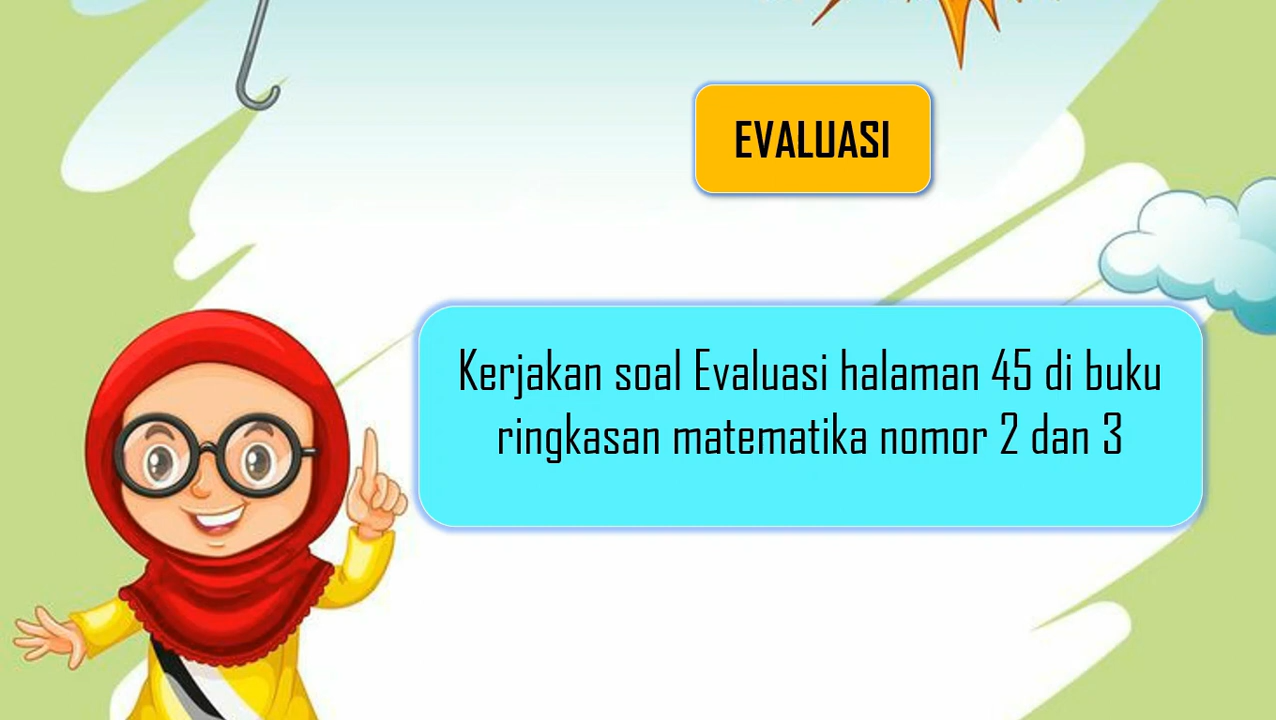 EVALUASI
Kerjakan soal Evaluasi halaman 45 di buku
ringkasan matematika nomor 2 dan 3